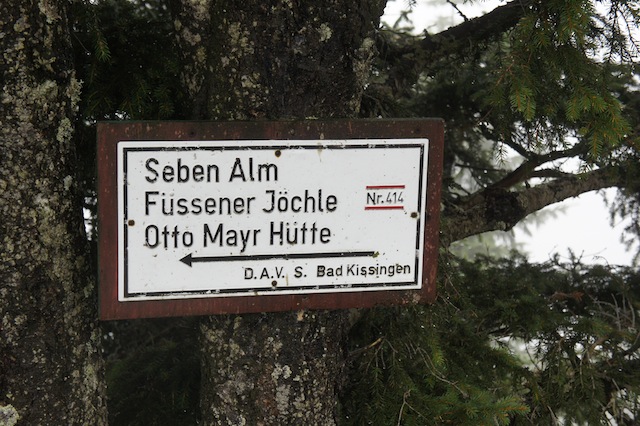 Seben Alm
Füssener Jöchle
Nr. 414
Otto Mayr Hütte
D.A.V. S. Bad Kissingen